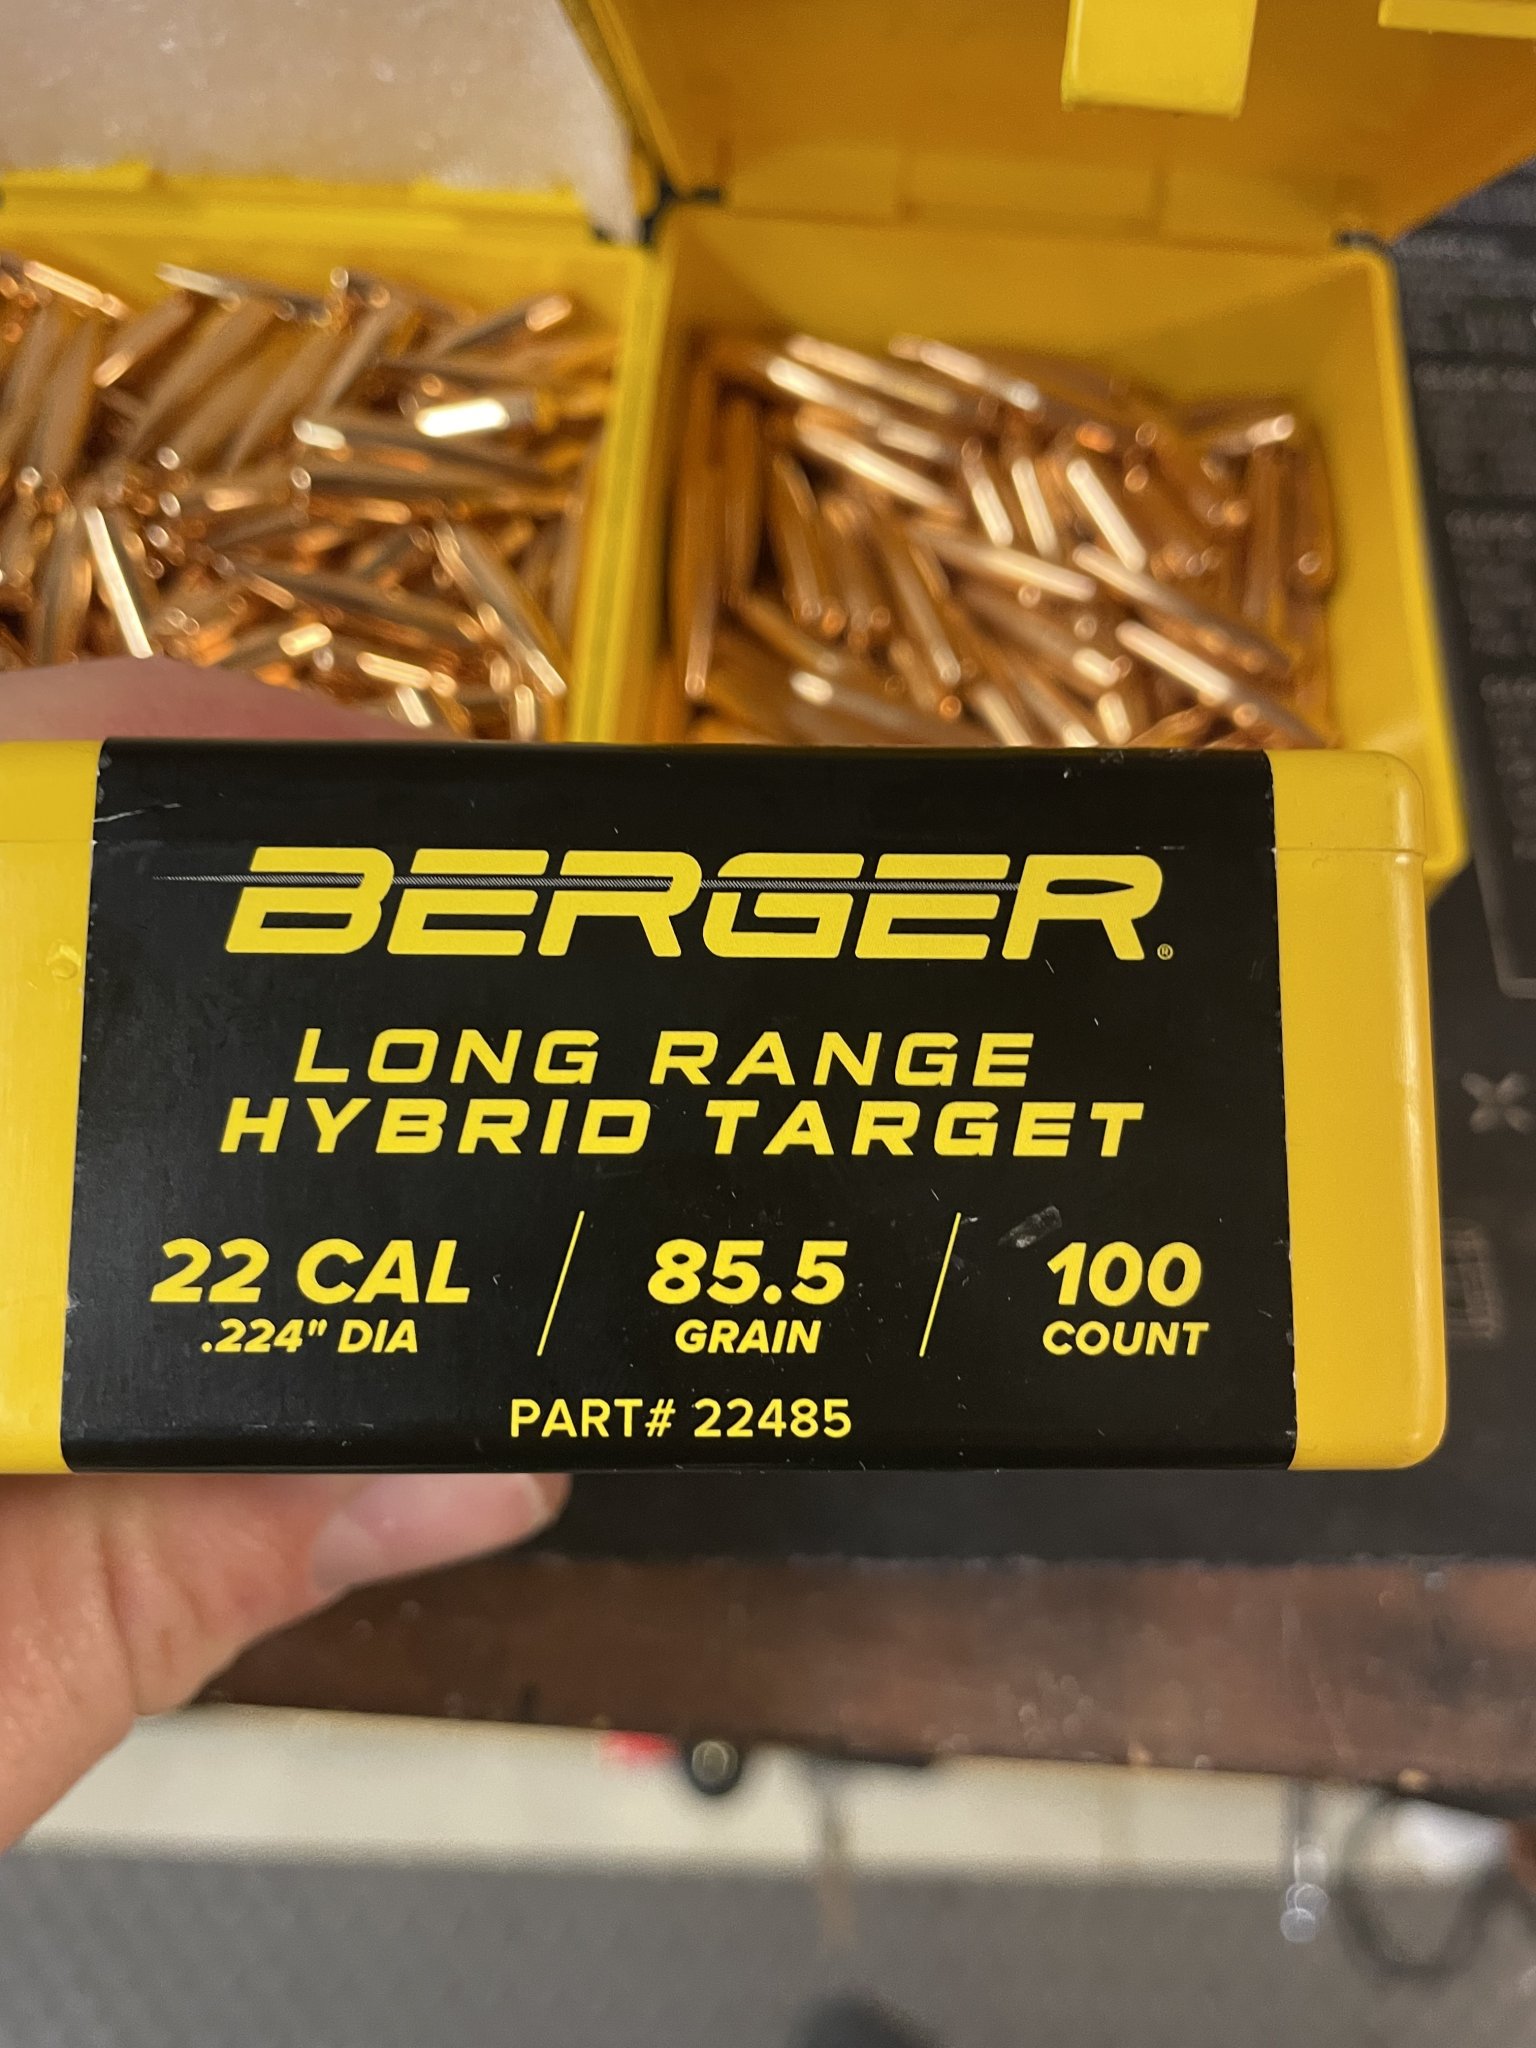 BERGER®
LONG RANGE
HYBRID TARGET
22 CAL
.224" DIA
85.5
GRAIN
100
COUNT
PART# 22485